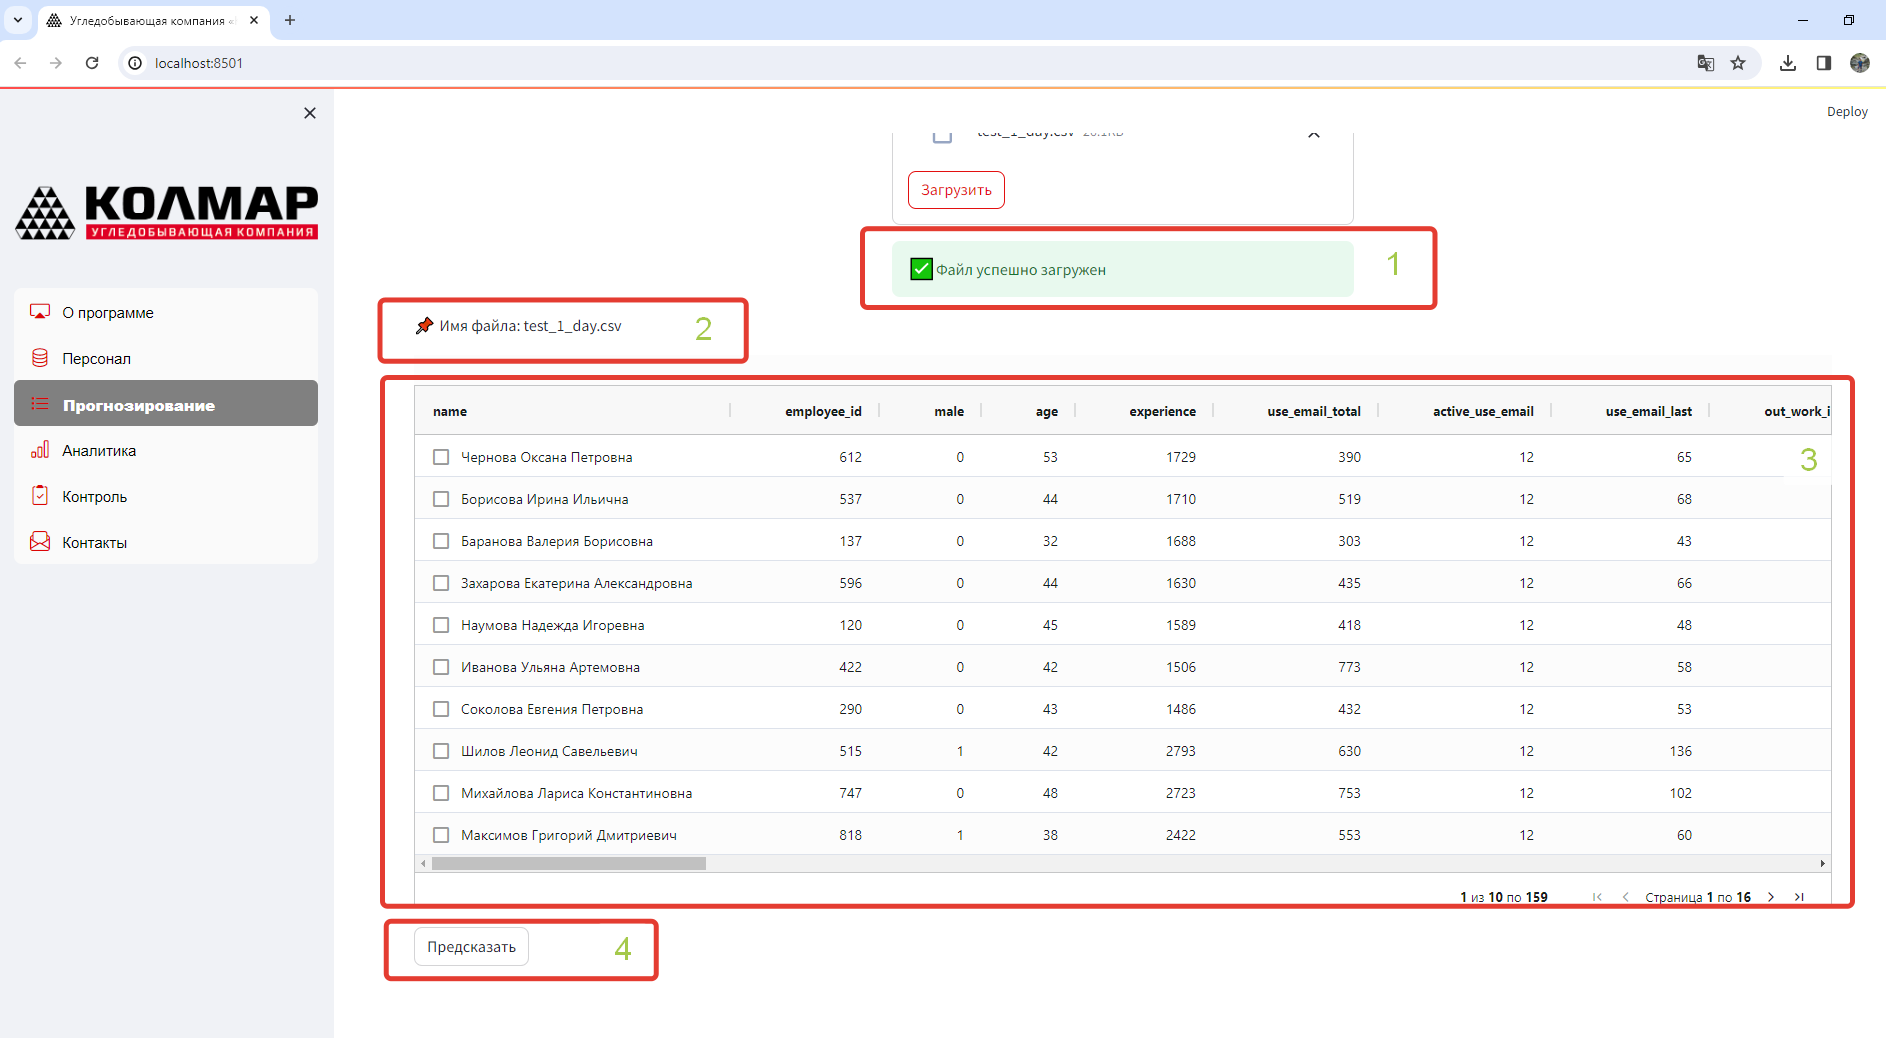 Угледобывающая компания «
localhost:8501
Deploy
КОЛМАР
УГЛЕДОБЫВАЮЩАЯ КОМПАНИЯ
О программе
Персонал
Прогнозирование
Аналитика
Контроль
Контакты
test_1_day.csv
Загрузить
Файл успешно загружен 1
Имя файла: test_1_day.csv 2
name employee_id male age experience use_email_total active_use_email use_email_last out_work_i
3
Чернова Оксана Петровна 612 0 53 1729 390 12 65
Борисова Ирина Ильична 537 0 44 1710 519 12 68
Баранова Валерия Борисовна 137 0 32 1688 303 12 43
Захарова Екатерина Александровна 596 0 44 1630 435 12 66
Наумова Надежда Игоревна 120 0 45 1589 418 12 48
Иванова Ульяна Артемовна 422 0 42 1506 773 12 58
Соколова Евгения Петровна 290 0 43 1486 432 12 53
Шилов Леонид Савельевич 515 1 42 2793 630 12 136
Михайлова Лариса Константиновна 747 0 48 2723 753 12 102
Максимов Григорий Дмитриевич 818 1 38 2422 553 12 60
1 из 10 по 159 Страница 1 по 16
Предсказать 4